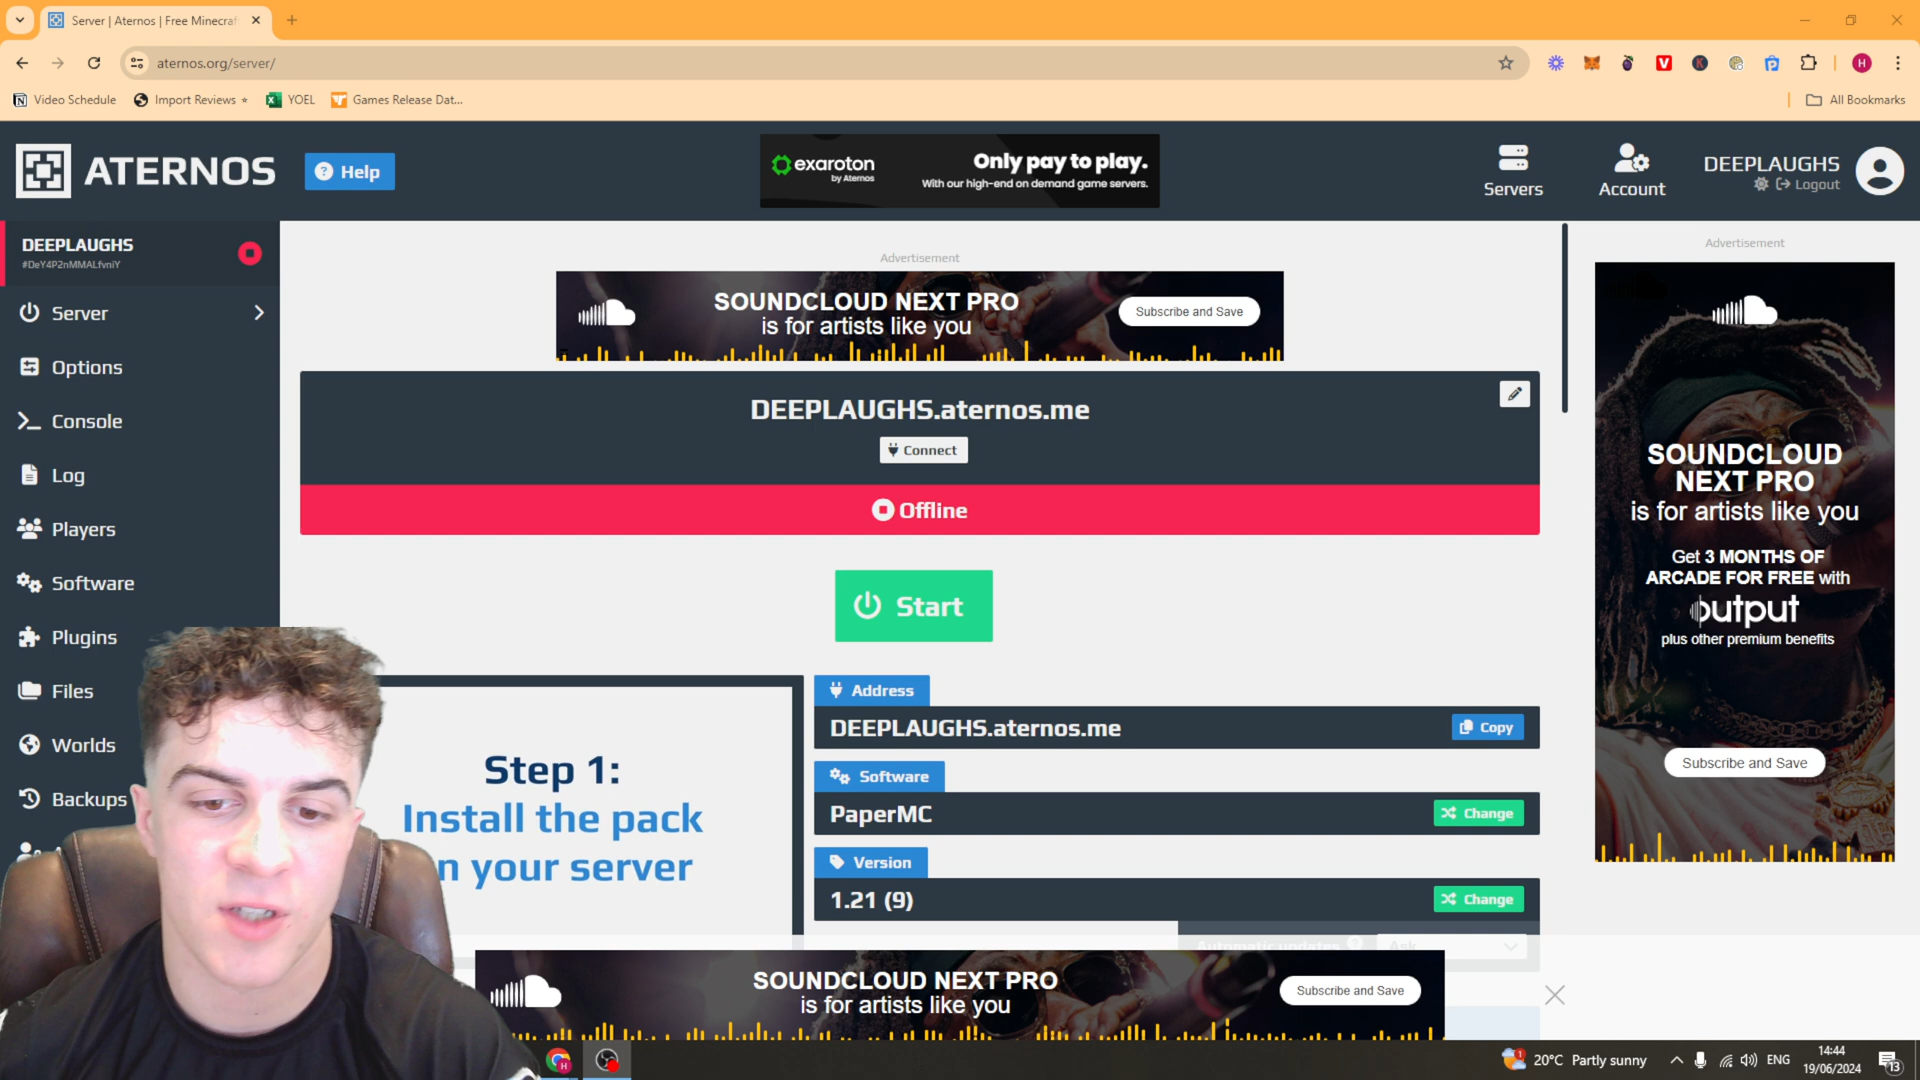 Server | Aternos | Free Minecraf
aternos.org/server/
Video Schedule
Import Reviews
YOEL
Games Release Dat...
All Bookmarks
H
ATERNOS
Help
exaroton
by Aternos
Only pay to play.
With our high-end on demand game servers.
Servers
Account
DEEPLAUGHS
Logout
DEEPLAUGHS
#DeY4P2nMMALfvniY
Server
Options
Console
Log
Players
Software
Plugins
Files
Worlds
Backups
Advertisement
SOUNDCLOUD NEXT PRO
is for artists like you
Subscribe and Save
DEEPLAUGHS.aternos.me
Connect
Offline
Start
Step 1:
Install the pack
n your server
Address
DEEPLAUGHS.aternos.me
Copy
Software
PaperMC
Change
Version
1.21 (9)
Change
Automatic updates
Ask
Advertisement
SOUNDCLOUD
NEXT PRO
is for artists like you
Get 3 MONTHS OF
ARCADE FOR FREE with
output
plus other premium benefits
Subscribe and Save
SOUNDCLOUD NEXT PRO
is for artists like you
Subscribe and Save
20°C Partly sunny
ENG
14:44
19/06/2024
13